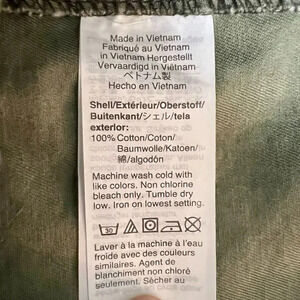 Made in Vietnam
Fabriqué au Vietnam
in Vietnam Hergestellt
Vervaardigd in Viëtnam
ベトナム製
Hecho en Vietnam
Shell/Extérieur/Oberstoff/
Buitenkant/シェル/tela
exterior:
100% Cotton/Coton/
Baumwolle/Katoen/
綿/algodón
Machine wash cold with
like colors. Non chlorine
bleach only. Tumble dry
low. Iron on lowest setting.
30
Laver à la machine à l'eau
froide avec des couleurs
similaires. Agent de
blanchiment non chloré
seulement. Sécher au